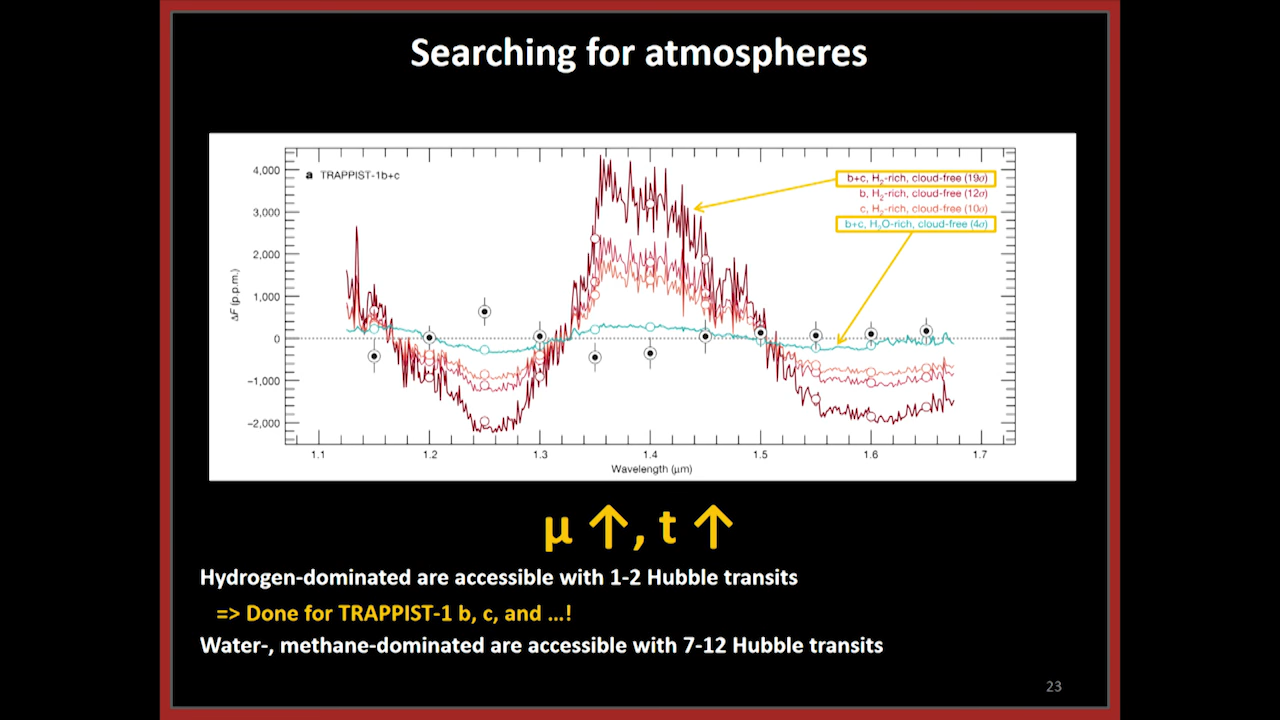 Searching for atmospheres
a TRAPPIST-1b+c
b+c, H2-rich, cloud-free (19σ)
b, H2-rich, cloud-free (12σ)
c, H2-rich, cloud-free (10σ)
b+c, H2O-rich, cloud-free (4σ)
4,000
3,000
2,000
1,000
0
−1,000
−2,000
ΔF (p.p.m.)
1.1 1.2 1.3 1.4 1.5 1.6 1.7
Wavelength (μm)
μ ↑, t ↑
Hydrogen-dominated are accessible with 1-2 Hubble transits
=> Done for TRAPPIST-1 b, c, and ...!
Water-, methane-dominated are accessible with 7-12 Hubble transits
23